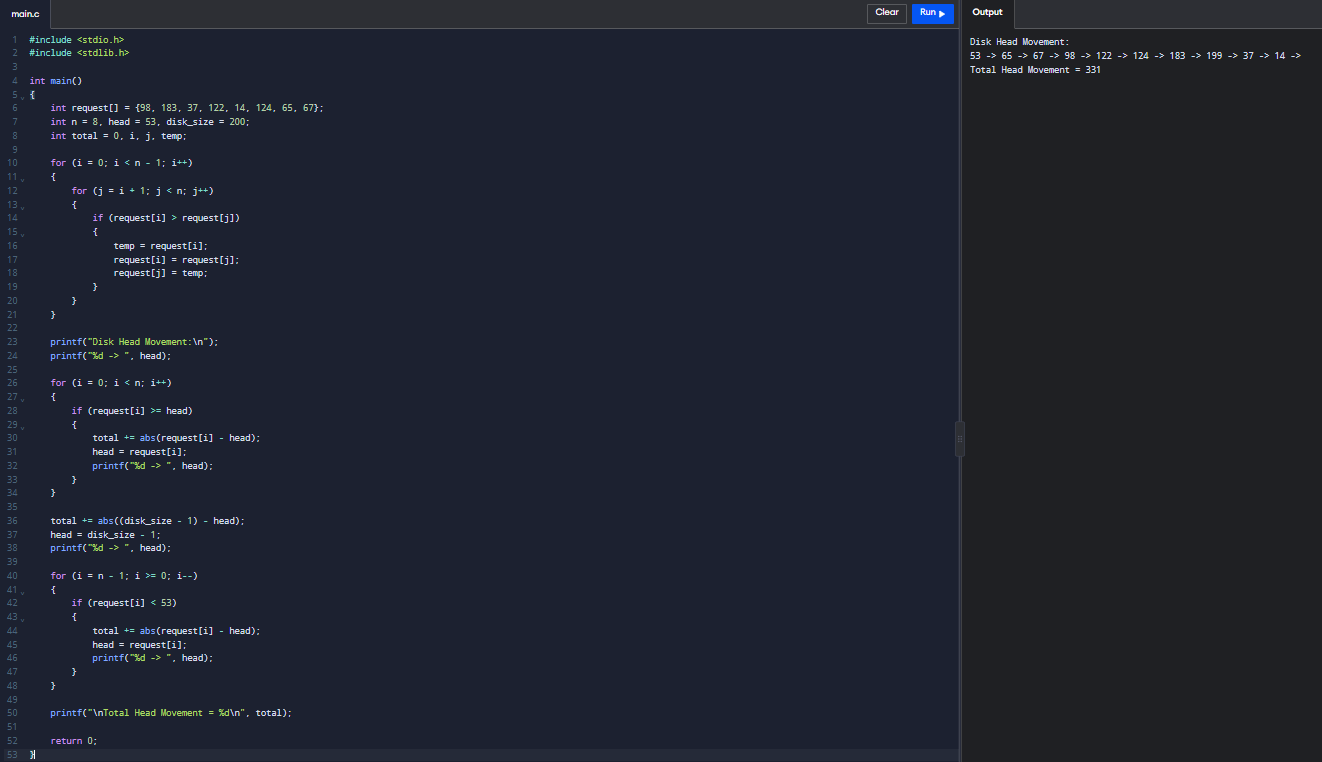 main.c
Clear
Run
Output
1 #include <stdio.h>
2 #include <stdlib.h>
3
4 int main()
5 {
6     int request[] = {98, 183, 37, 122, 14, 124, 65, 67};
7     int n = 8, head = 53, disk_size = 200;
8     int total = 0, i, j, temp;
9
10     for (i = 0; i < n - 1; i++)
11     {
12         for (j = i + 1; j < n; j++)
13         {
14             if (request[i] > request[j])
15             {
16                 temp = request[i];
17                 request[i] = request[j];
18                 request[j] = temp;
19             }
20         }
21     }
22
23     printf("Disk Head Movement:\n");
24     printf("%d -> ", head);
25
26     for (i = 0; i < n; i++)
27     {
28         if (request[i] >= head)
29         {
30             total += abs(request[i] - head);
31             head = request[i];
32             printf("%d -> ", head);
33         }
34     }
35
36     total += abs((disk_size - 1) - head);
37     head = disk_size - 1;
38     printf("%d -> ", head);
39
40     for (i = n - 1; i >= 0; i--)
41     {
42         if (request[i] < 53)
43         {
44             total += abs(request[i] - head);
45             head = request[i];
46             printf("%d -> ", head);
47         }
48     }
49
50     printf("\nTotal Head Movement = %d\n", total);
51
52     return 0;
53 }
Disk Head Movement:
53 -> 65 -> 67 -> 98 -> 122 -> 124 -> 183 -> 199 -> 37 -> 14 ->
Total Head Movement = 331